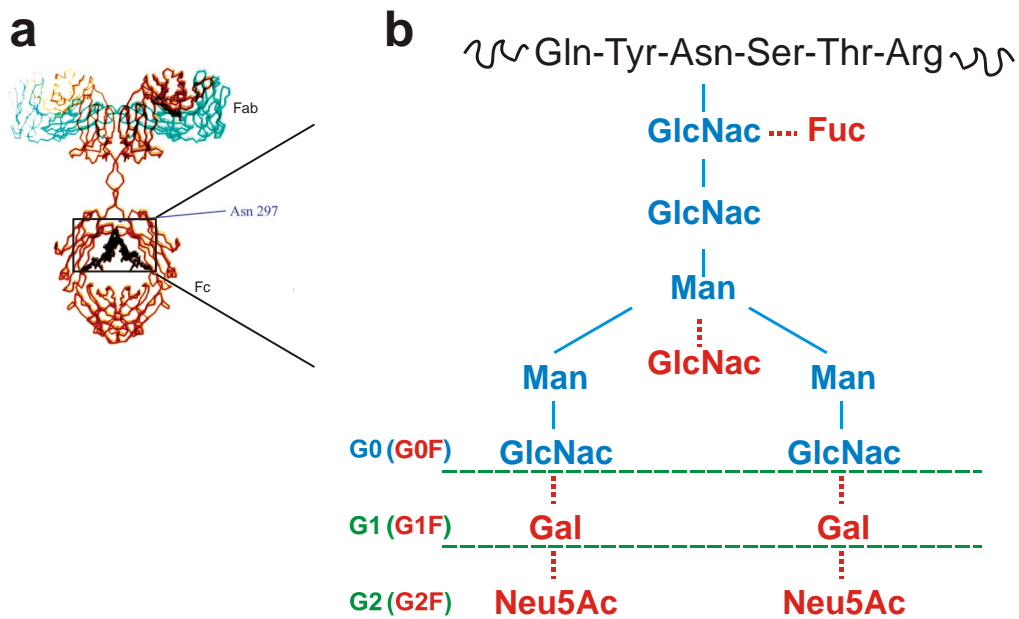 a
Fab
Asn 297
Fc
b
Gln-Tyr-Asn-Ser-Thr-Arg
GlcNac Fuc
GlcNac
Man
GlcNac
Man Man
G0 (G0F) GlcNac GlcNac
G1 (G1F) Gal Gal
G2 (G2F) Neu5Ac Neu5Ac